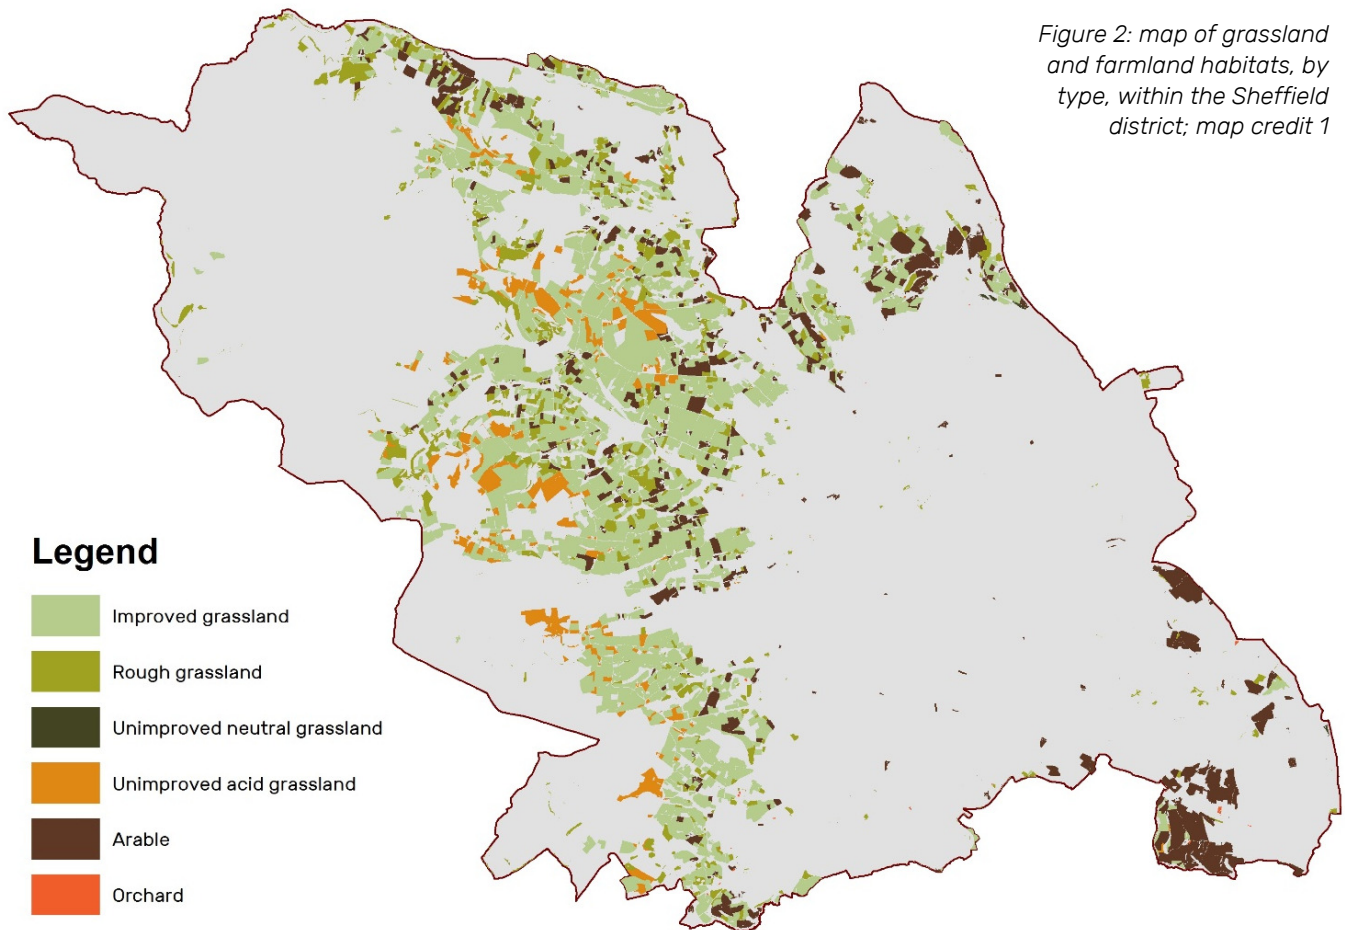 Figure 2: map of grassland
and farmland habitats, by
type, within the Sheffield
district; map credit 1
Legend
Improved grassland
Rough grassland
Unimproved neutral grassland
Unimproved acid grassland
Arable
Orchard